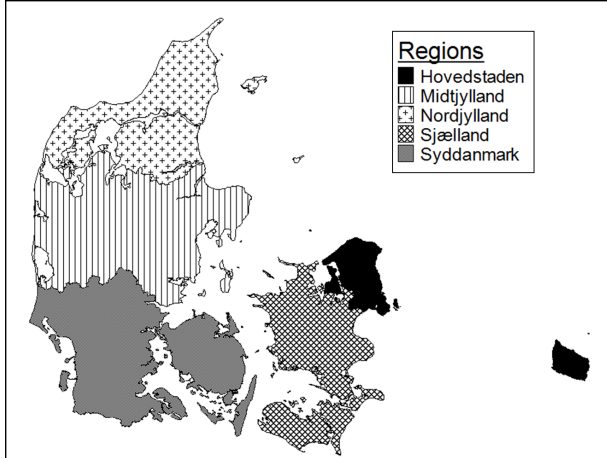 Regions
Hovedstaden
Midtjylland
Nordjylland
Sjælland
Syddanmark